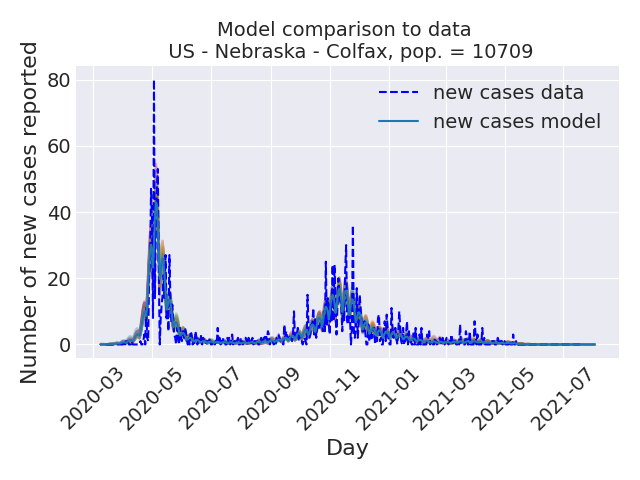 Model comparison to data
US - Nebraska - Colfax, pop. = 10709
Number of new cases reported
80
60
40
20
0
new cases data
new cases model
2020-03
2020-05
2020-07
2020-09
2020-11
2021-01
2021-03
2021-05
2021-07
Day